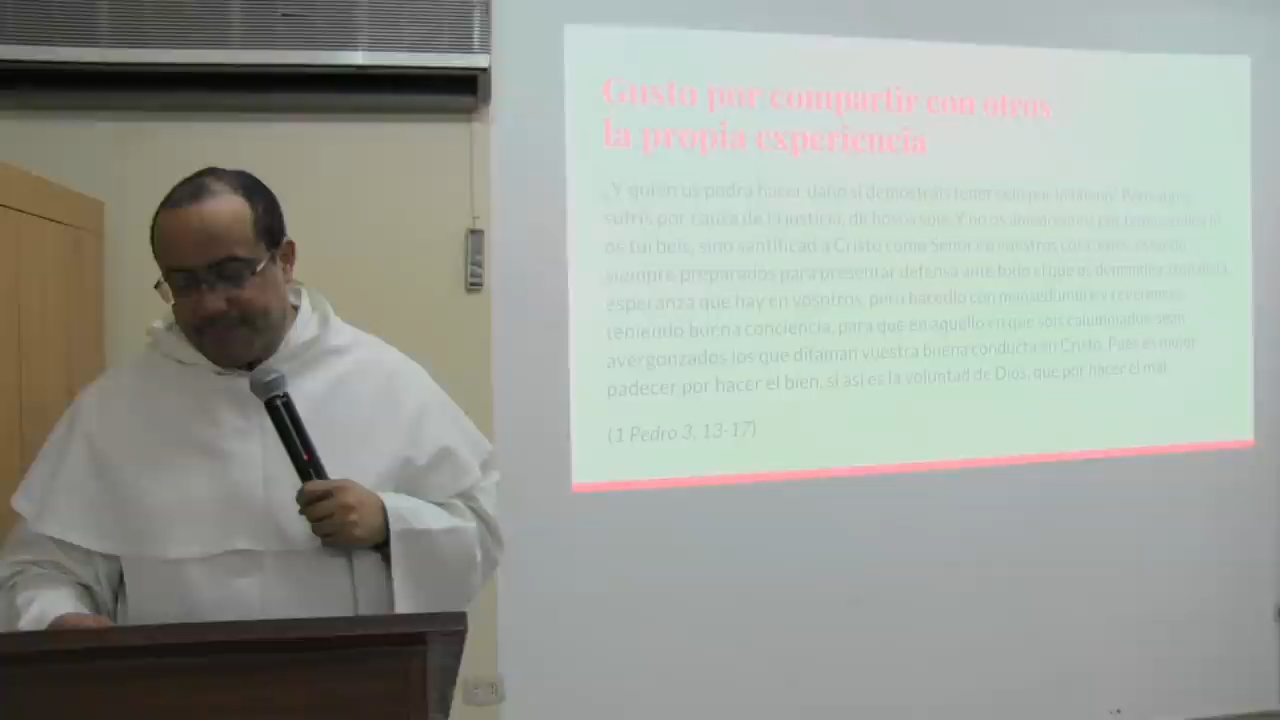 Gusto por compartir con otros
la propia experiencia
¿Y quién os podrá hacer daño si demostráis tener celo por lo bueno? Pero aun si
sufrís por causa de la justicia, dichosos sois. Y no os
os turbéis, sino santificad a Cristo como Señor en vuestros corazones, estando
siempre preparados para presentar defensa ante todo el que os demande razón de la
esperanza que hay en vosotros, pero hacedlo con mansedumbre y reverencia,
teniendo buena conciencia, para que en aquello en que sois calumniados sean
avergonzados los que difaman vuestra buena conducta en Cristo. Pues es mejor
padecer por hacer el bien, si así es la voluntad de Dios, que por hacer el mal.
(1 Pedro 3, 13-17)